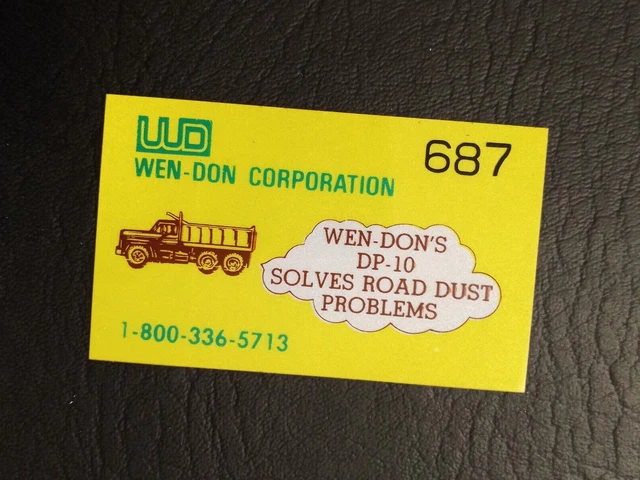 WD
WEN-DON CORPORATION
687
WEN-DON'S
DP-10
SOLVES ROAD DUST
PROBLEMS
1-800-336-5713